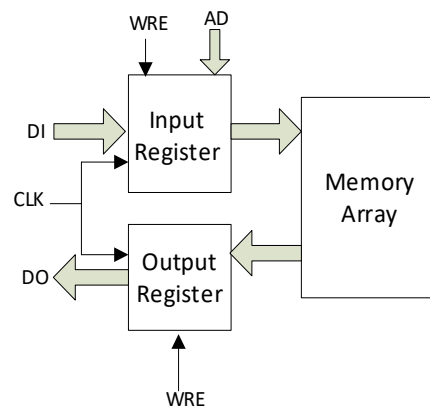 WRE
AD
DI
Input
Register
CLK
Memory
Array
DO
Output
Register
WRE